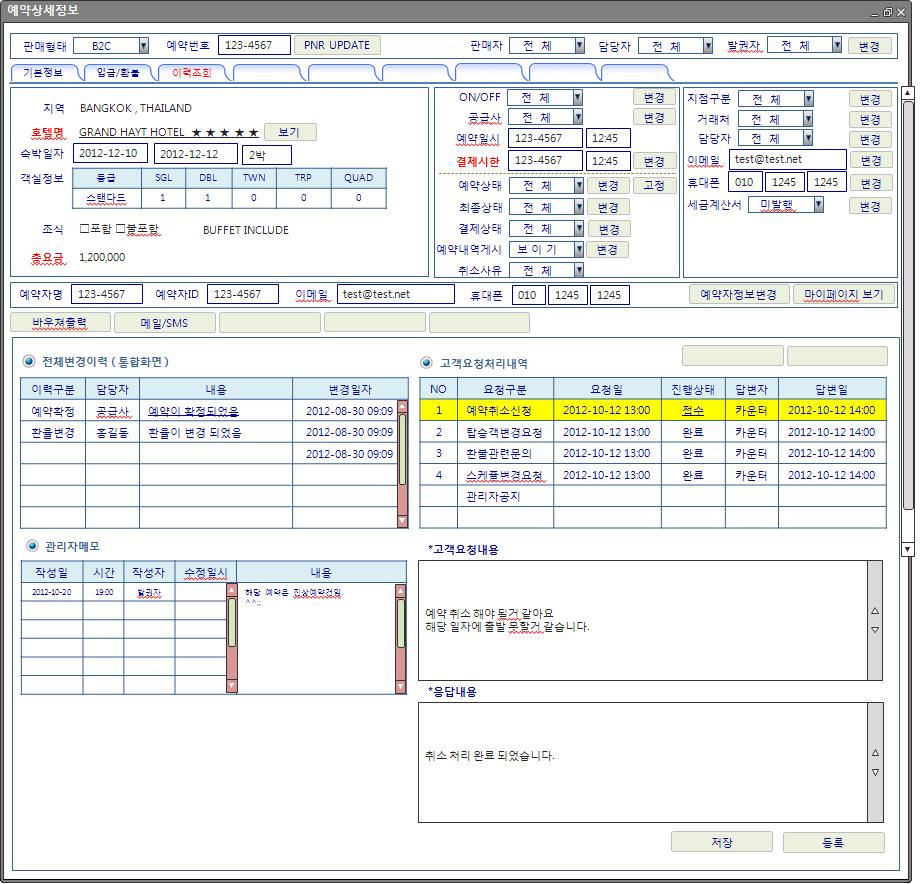 예약상세정보
판매형태 B2C 예약번호 123-4567 PNR UPDATE 판매자 전 체 담당자 전 체 발권자 전 체 변경
기본정보 입금/환불 이력조회
지역 BANGKOK , THAILAND
호텔명 GRAND HAYT HOTEL ★★★★★ 보기
숙박일자 2012-12-10 2012-12-12 2박
객실정보 등급 SGL DBL TWN TRP QUAD
스탠다드 1 1 0 0 0
조식 □포함 □불포함 BUFFET INCLUDE
총요금 1,200,000
ON/OFF 전 체 변경
공급사 전 체 변경
예약일시 123-4567 12:45
결제시한 123-4567 12:45 변경
예약상태 전 체 변경 고정
최종상태 전 체 변경
결제상태 전 체 변경
예약내역게시 보 이 기 변경
취소사유 전 체
지점구분 전 체 변경
거래처 전 체 변경
담당자 전 체 변경
이메일 test@test.net 변경
휴대폰 010 1245 1245 변경
세금계산서 미발행 변경
예약자명 123-4567 예약자ID 123-4567 이메일 test@test.net 휴대폰 010 1245 1245 예약자정보변경 마이페이지 보기
바우쳐출력 메일/SMS
전체변경이력 ( 통합화면 )
이력구분 담당자 내용 변경일자
예약확정 공급사 예약이 확정되었음 2012-08-30 09:09
환율변경 홍길동 환율이 변경 되었음 2012-08-30 09:09
2012-08-30 09:09
고객요청처리내역
NO 요청구분 요청일 진행상태 답변자 답변일
1 예약취소신청 2012-10-12 13:00 접수 카운터 2012-10-12 14:00
2 탑승객변경요청 2012-10-12 13:00 완료 카운터 2012-10-12 14:00
3 환불관련문의 2012-10-12 13:00 완료 카운터 2012-10-12 14:00
4 스케쥴변경요청 2012-10-12 13:00 완료 카운터 2012-10-12 14:00
관리자공지
관리자메모
작성일 시간 작성자 수정일시 내용
2012-10-20 19:00 발권자 해당 예약은 진상예약건임.
^^;;
*고객요청내용
예약 취소 해야 될거 같아요
해당 일자에 출발 못할거 같습니다.
*응답내용
취소 처리 완료 되었습니다.
저장 등록